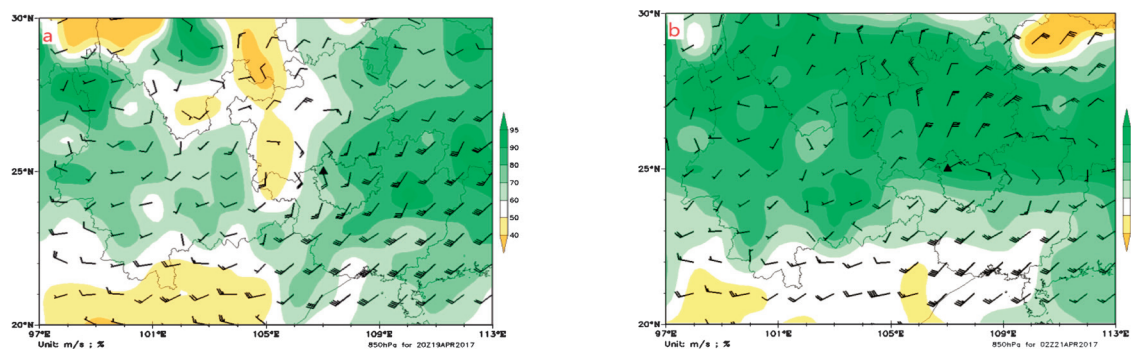 a
30°N
25°N
20°N
97°E
101°E
105°E
109°E
113°E
95
90
80
70
60
50
40
Unit: m/s ; %
850hPa for 20Z19APR2017
b
30°N
25°N
20°N
97°E
101°E
105°E
109°E
113°E
Unit: m/s ; %
850hPa for 02Z21APR2017